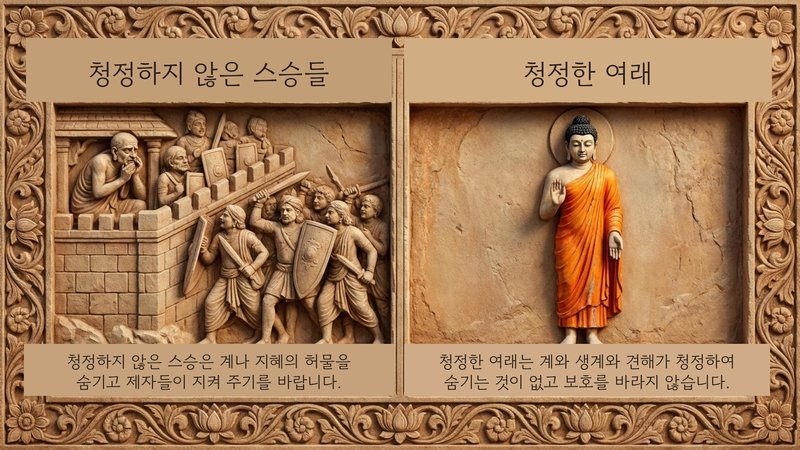 청정하지 않은 스승들
청정하지 않은 스승은 계나 지혜의 허물을
숨기고 제자들이 지켜 주기를 바랍니다.
청정한 여래
청정한 여래는 계와 생계와 견해가 청정하여
숨기는 것이 없고 보호를 바라지 않습니다.